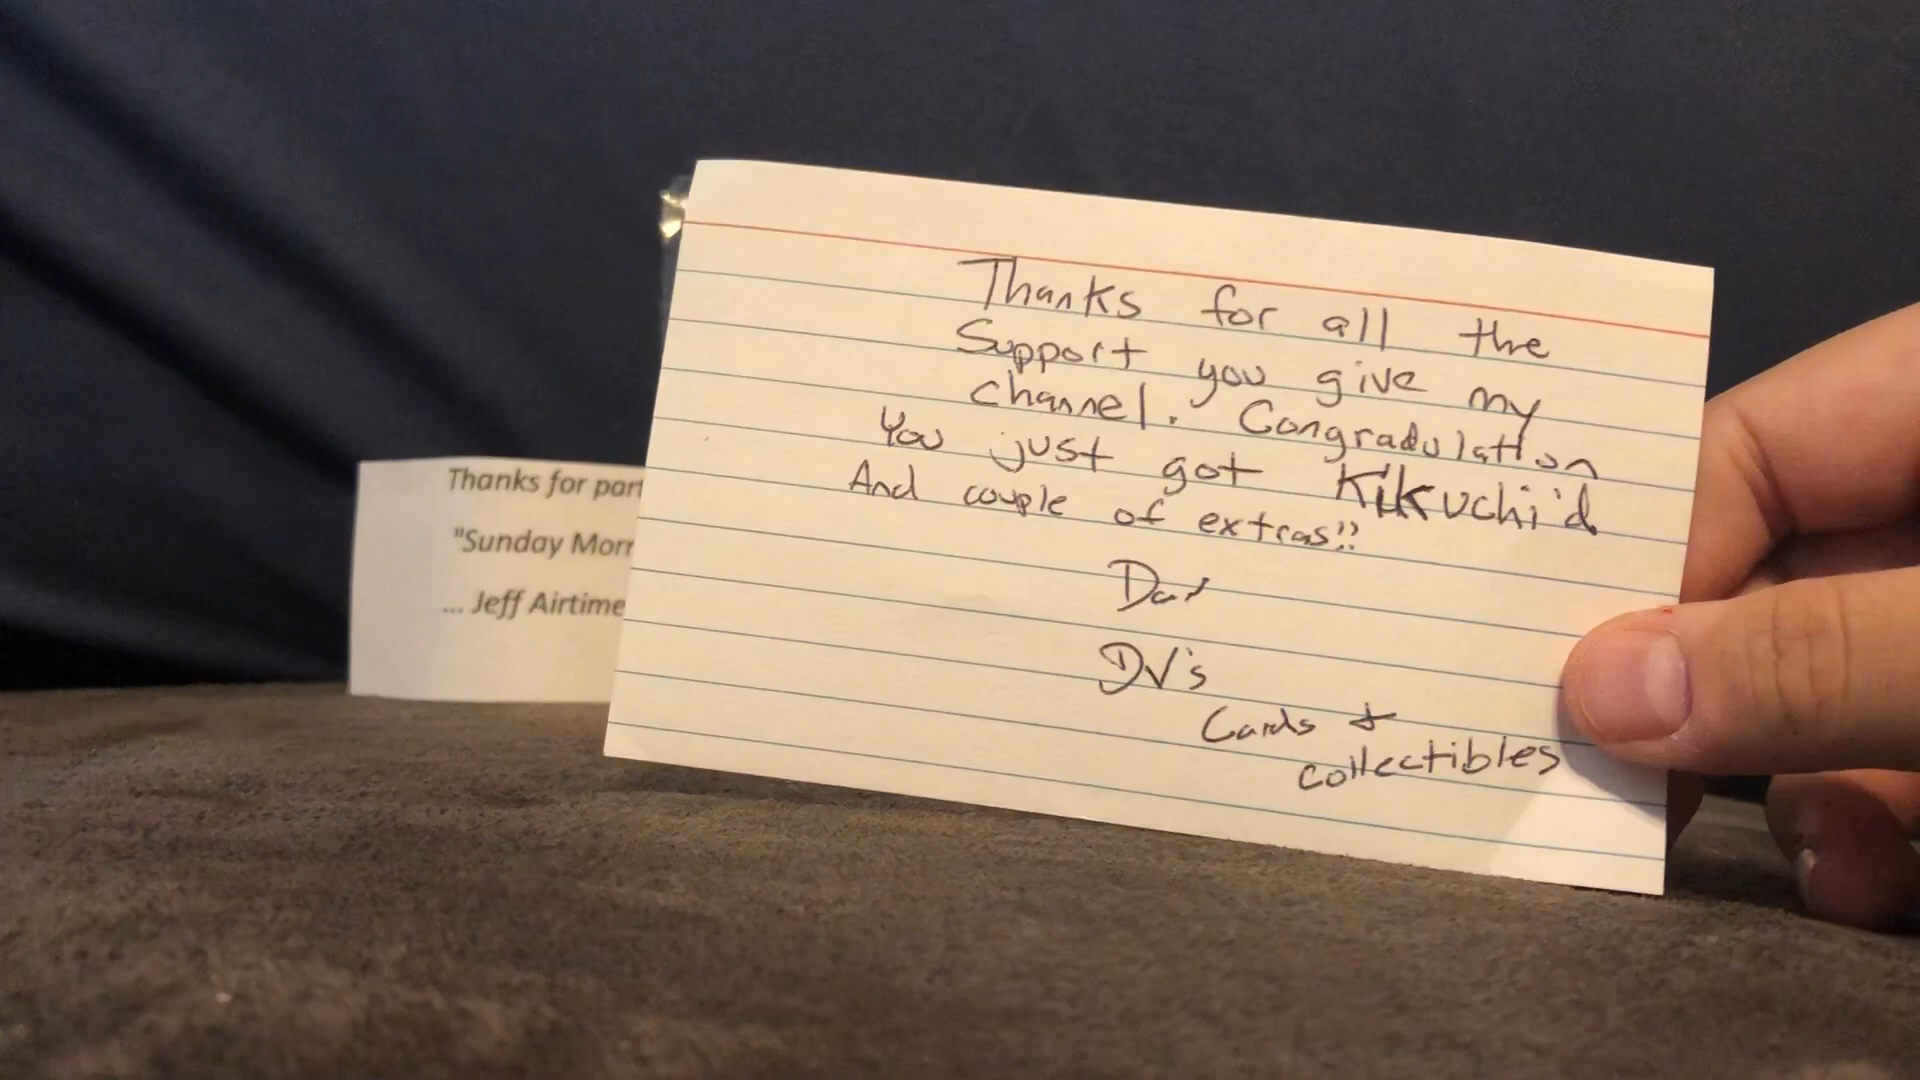 Thanks for all the
Support you give my
channel. Congradulation
You just got Kikuchi'd
And couple of extras!!
DV's
Cards &
collectibles
Thanks for part
"Sunday Morn
... Jeff Airtime